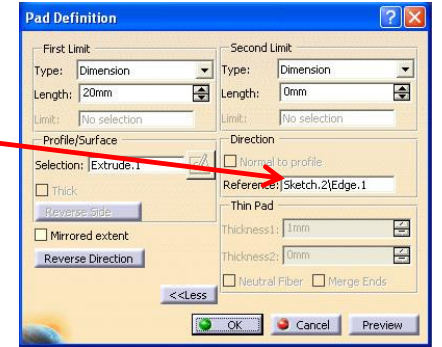 Pad Definition
First Limit
Type: Dimension
Length: 20mm
Limit: No selection
Profile/Surface
Selection: Extrude.1
Thick
Reverse Side
Mirrored extent
Reverse Direction
<<Less
Second Limit
Type: Dimension
Length: 0mm
Limit: No selection
Direction
Normal to profile
Reference: Sketch.2\Edge.1
Thin Pad
Thickness1: 1mm
Thickness2: 0mm
Neutral Fiber Merge Ends
OK Cancel Preview